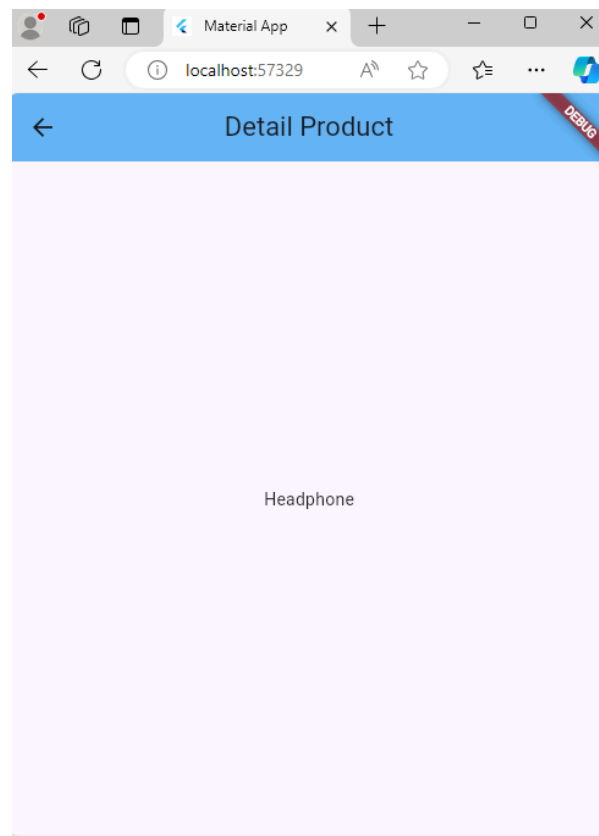 Material App
localhost:57329
Detail Product
DEBUG
Headphone